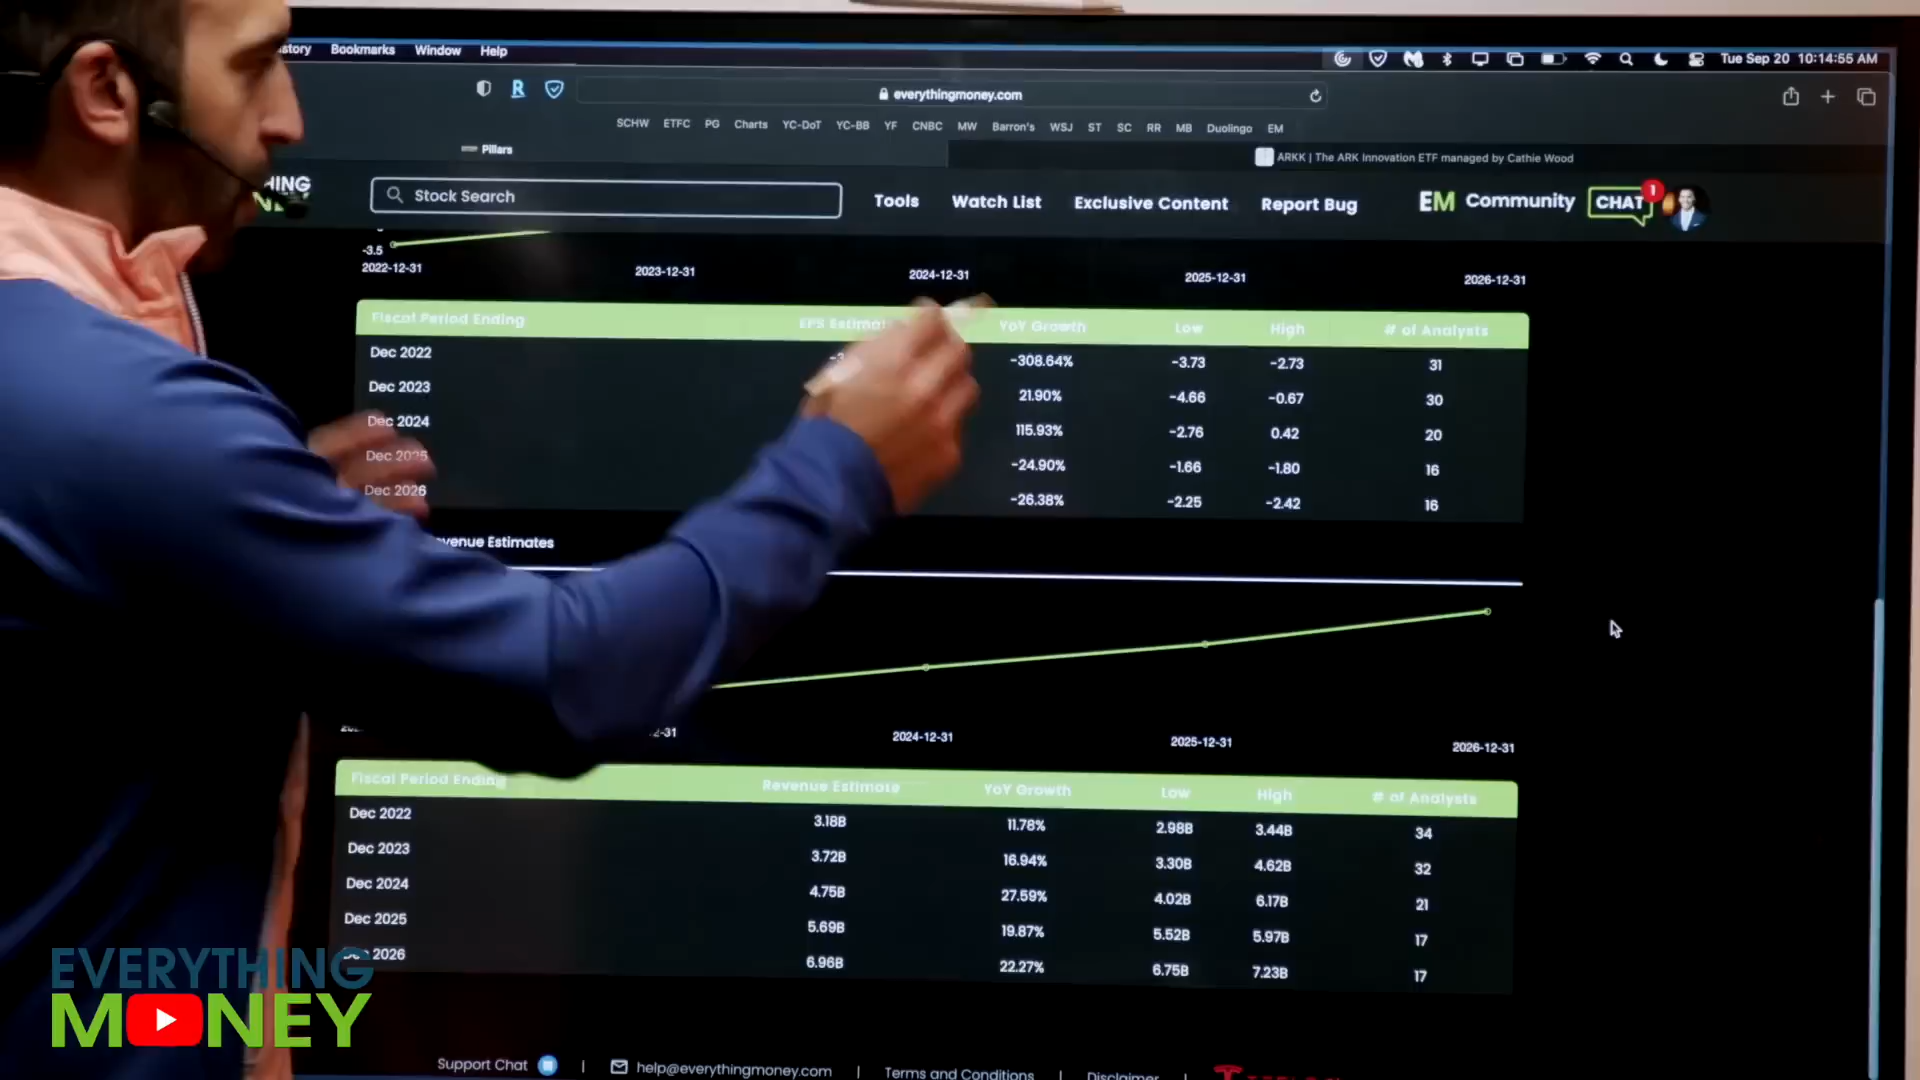 story Bookmarks Window Help
Tue Sep 20 10:14:55 AM
everythingmoney.com
SCHW ETFC PG Charts YC-DoT YC-BB YF CNBC MW Barron's WSJ ST SC RR MB Duolingo EM
Pillars
ARKK | The ARK Innovation ETF managed by Cathie Wood
HING
Stock Search
Tools Watch List Exclusive Content Report Bug EM Community CHAT 1
-3.5
2022-12-31 2023-12-31 2024-12-31 2025-12-31 2026-12-31
Fiscal Period Ending EPS Estimat YoY Growth Low High # of Analysts
Dec 2022 -308.64% -3.73 -2.73 31
Dec 2023 21.90% -4.66 -0.67 30
Dec 2024 115.93% -2.76 0.42 20
Dec 2025 -24.90% -1.66 -1.80 16
Dec 2026 -26.38% -2.25 -2.42 16
venue Estimates
2-31 2024-12-31 2025-12-31 2026-12-31
Fiscal Period Ending Revenue Estimate YoY Growth Low High # of Analysts
Dec 2022 3.18B 11.78% 2.98B 3.44B 34
Dec 2023 3.72B 16.94% 3.30B 4.62B 32
Dec 2024 4.75B 27.59% 4.02B 6.17B 21
Dec 2025 5.69B 19.87% 5.52B 5.97B 17
Dec 2026 6.96B 22.27% 6.75B 7.23B 17
EVERYTHING
MONEY
Support Chat | help@everythingmoney.com | Terms and Conditions | Disclaimer |